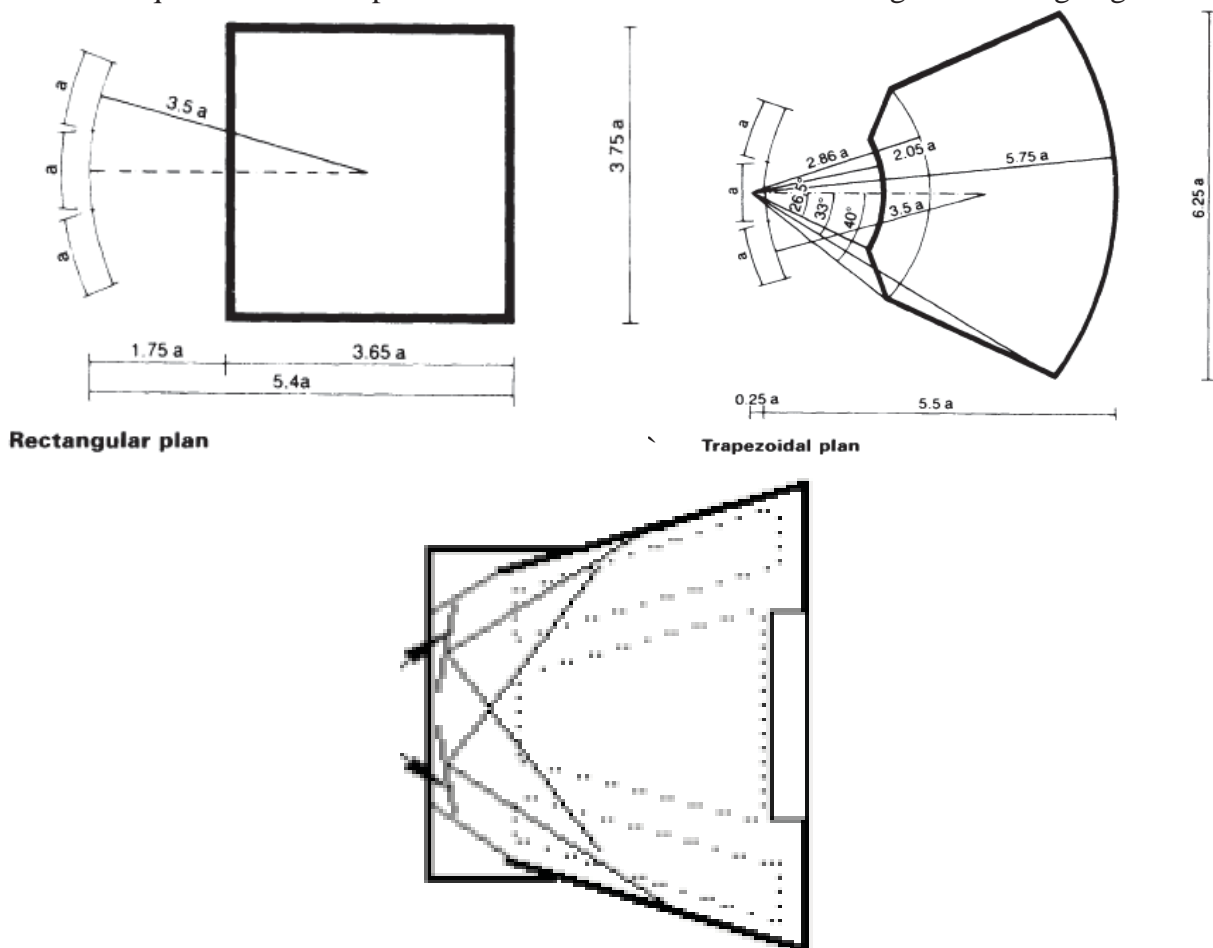 a
a
a
3.5 a
3 75 a
1.75 a
3.65 a
5.4a
Rectangular plan
a
a
a
2.86 a
2.05 a
5.75 a
26.5°
33°
40°
3.5 a
6.25 a
0.25 a
5.5 a
Trapezoidal plan